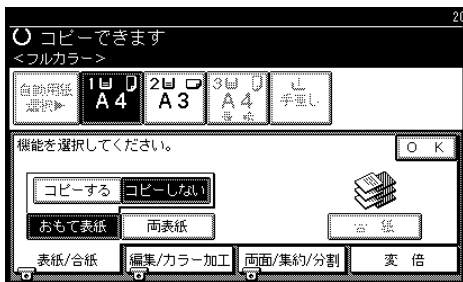 20
コピーできます
<フルカラー>
自動用紙
選択▶
1 A4
2 A3
3 A4
手差し
機能を選択してください。
OK
コピーする コピーしない
おもて表紙 両表紙
合紙
表紙/合紙 編集/カラー加工 両面/集約/分割 変倍